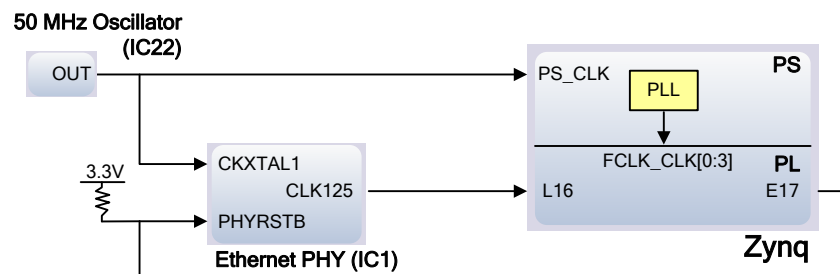 50 MHz Oscillator
(IC22)
OUT
PS_CLK
PS
PLL
FCLK_CLK[0:3]
PL
L16
E17
Zynq
CKXTAL1
CLK125
PHYRSTB
3.3V
Ethernet PHY (IC1)